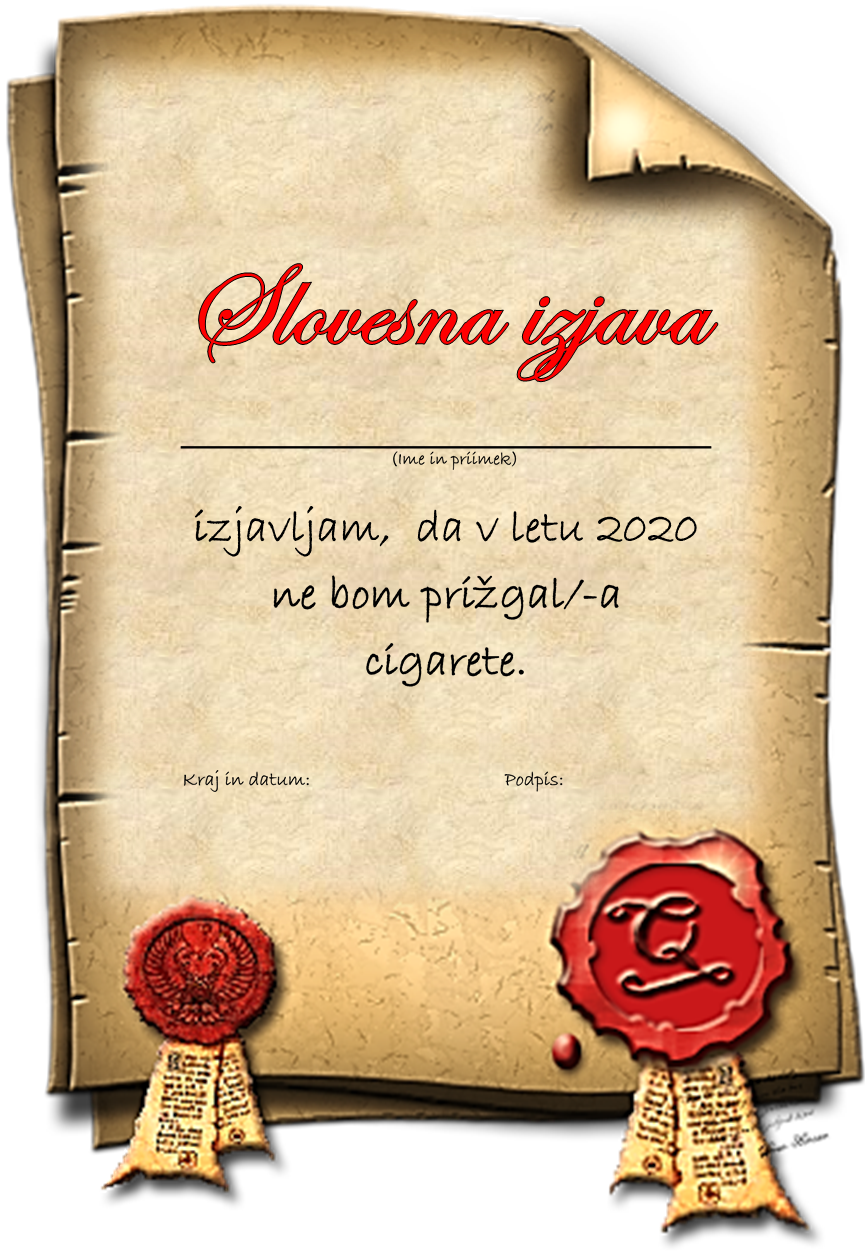 Slovesna izjava
(Ime in priimek)
izjavljam, da v letu 2020
ne bom prižgal/-a
cigarete.
Kraj in datum: Podpis: